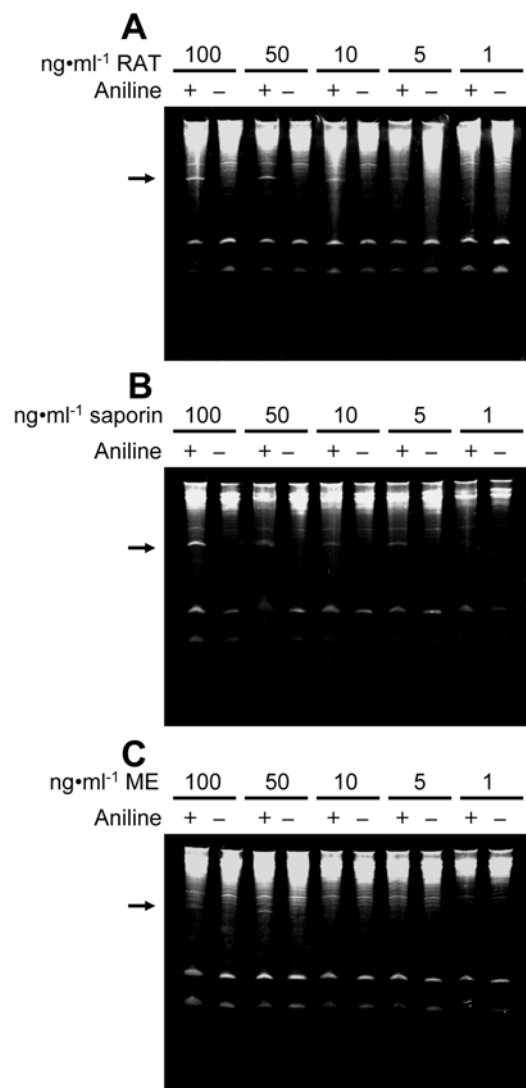 A
ng•ml⁻¹ RAT 100 50 10 5 1
Aniline + – + – + – + – + –
B
ng•ml⁻¹ saporin 100 50 10 5 1
Aniline + – + – + – + – + –
C
ng•ml⁻¹ ME 100 50 10 5 1
Aniline + – + – + – + – + –